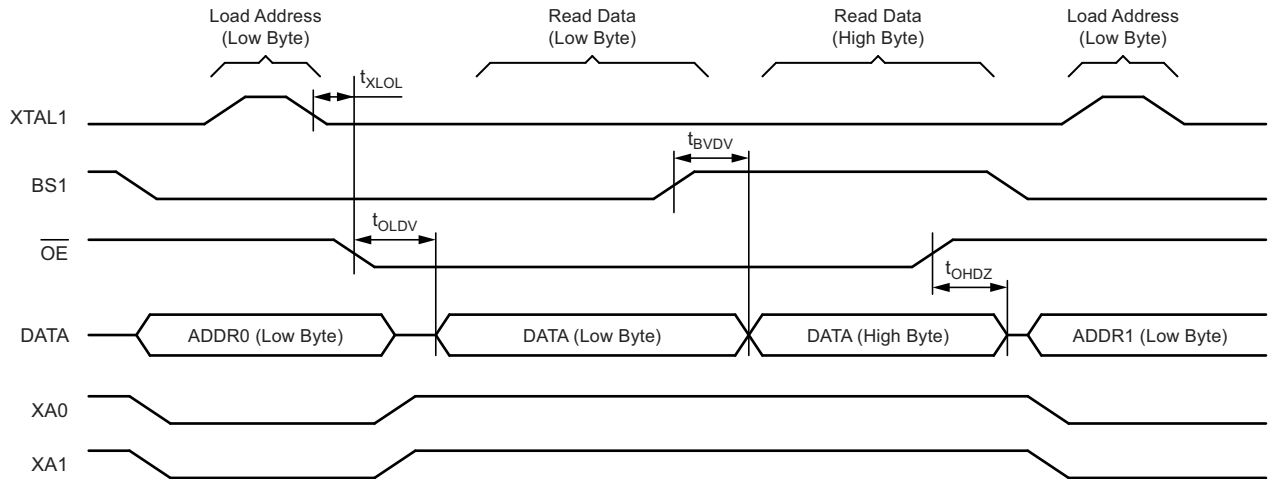 Load Address
(Low Byte)
Read Data
(Low Byte)
Read Data
(High Byte)
Load Address
(Low Byte)
tXLOL
XTAL1
tBVDV
BS1
tOLDV
OE
tOHDZ
DATA
ADDR0 (Low Byte)
DATA (Low Byte)
DATA (High Byte)
ADDR1 (Low Byte)
XA0
XA1